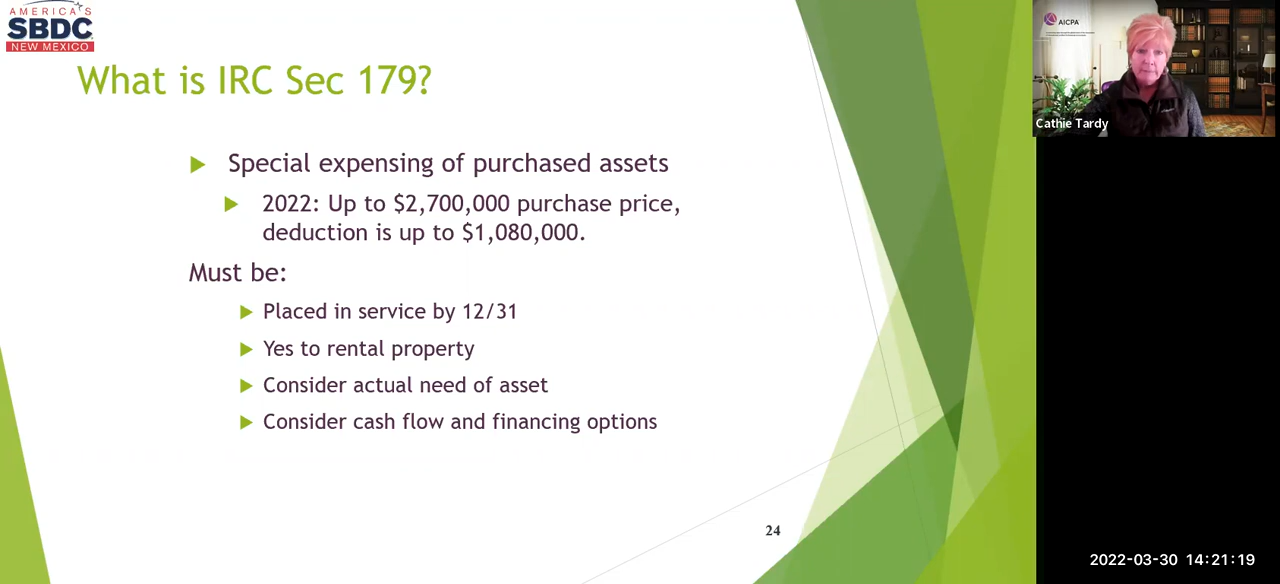 AMERICA'S
SBDC
NEW MEXICO
What is IRC Sec 179?
Special expensing of purchased assets
2022: Up to $2,700,000 purchase price,
deduction is up to $1,080,000.
Must be:
Placed in service by 12/31
Yes to rental property
Consider actual need of asset
Consider cash flow and financing options
24
AICPA
Cathie Tardy
2022-03-30 14:21:19